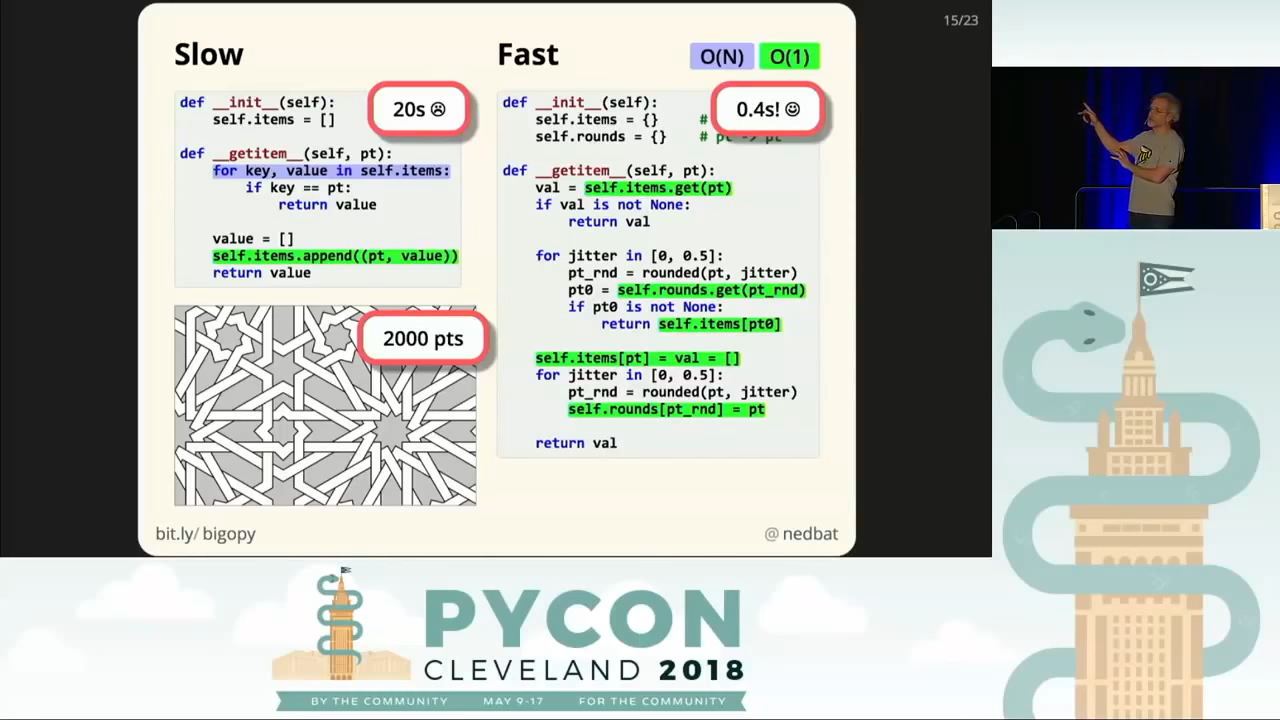 15/23
Slow
20s ☹
def __init__(self):
    self.items = []
def __getitem__(self, pt):
    for key, value in self.items:
        if key == pt:
            return value
    value = []
    self.items.append((pt, value))
    return value
2000 pts
Fast
O(N) O(1)
0.4s! ☺
def __init__(self):
    self.items = {}     #
    self.rounds = {}    # pt -> pt
def __getitem__(self, pt):
    val = self.items.get(pt)
    if val is not None:
        return val
    for jitter in [0, 0.5]:
        pt_rnd = rounded(pt, jitter)
        pt0 = self.rounds.get(pt_rnd)
        if pt0 is not None:
            return self.items[pt0]
    self.items[pt] = val = []
    for jitter in [0, 0.5]:
        pt_rnd = rounded(pt, jitter)
        self.rounds[pt_rnd] = pt
    return val
bit.ly/ bigopy
@ nedbat
PYCON
CLEVELAND 2018
BY THE COMMUNITY MAY 9-17 FOR THE COMMUNITY